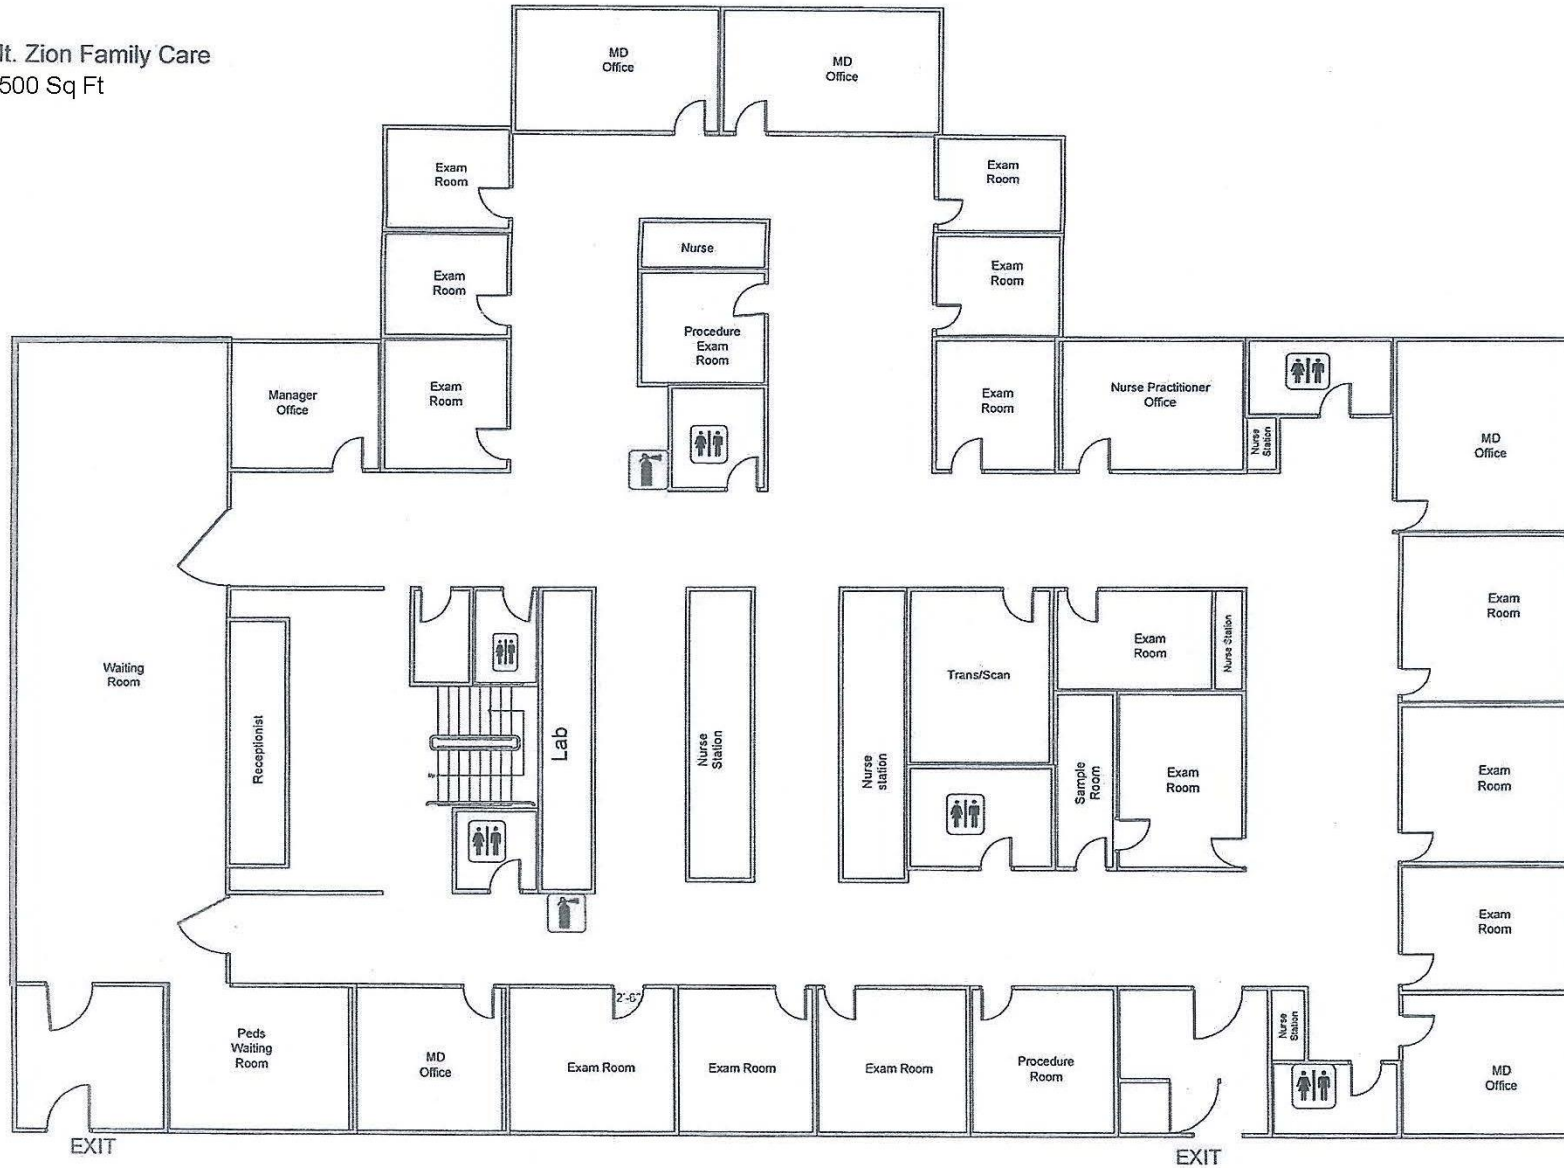 lt. Zion Family Care
500 Sq Ft
MD
Office
MD
Office
Exam
Room
Exam
Room
Nurse
Exam
Room
Exam
Room
Procedure
Exam
Room
Manager
Office
Exam
Room
Exam
Room
Nurse Practitioner
Office
Nurse
Station
MD
Office
Waiting
Room
Receptionist
Up
Lab
Nurse
Station
Nurse
station
Trans/Scan
Exam
Room
Nurse Station
Sample
Room
Exam
Room
Exam
Room
Exam
Room
Exam
Room
Peds
Waiting
Room
MD
Office
2'-6"
Exam Room
Exam Room
Exam Room
Procedure
Room
Nurse
Station
MD
Office
EXIT
EXIT